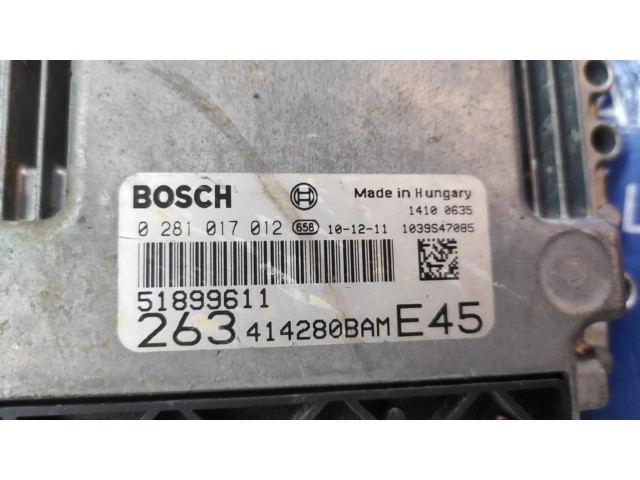 BOSCH Made in Hungary
1410 0635
0 281 017 012 658 10-12-11 1039S47085
51899611
263 414280BAM E45